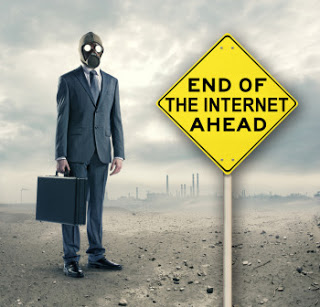 END OF
THE INTERNET
AHEAD